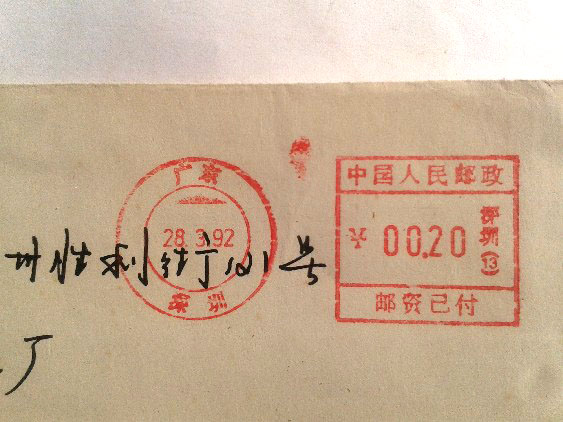 广东
28.3.92
深圳
中国人民邮政
00.20
深圳
13
邮资已付
州胜利街
号
厂